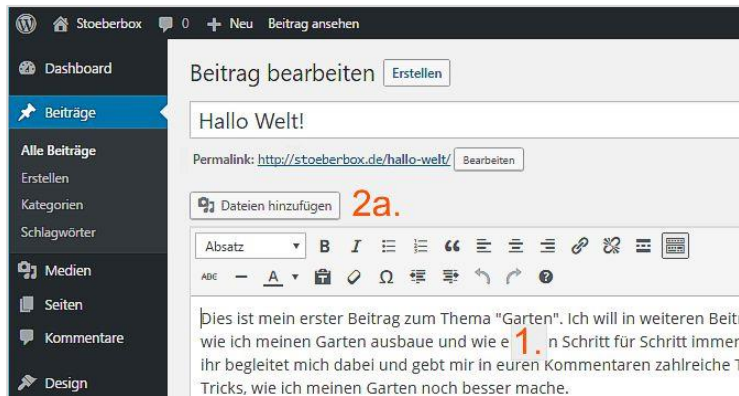 Stoeberbox 0 + Neu Beitrag ansehen
Dashboard
Beiträge
Alle Beiträge
Erstellen
Kategorien
Schlagwörter
Medien
Seiten
Kommentare
Design
Beitrag bearbeiten Erstellen
Hallo Welt!
Permalink: http://stoeberbox.de/hallo-welt/ Bearbeiten
Dateien hinzufügen 2a.
Absatz B I
ABC A Ω
Dies ist mein erster Beitrag zum Thema "Garten". Ich will in weiteren Beitr
wie ich meinen Garten ausbaue und wie e 1. n Schritt für Schritt immer
ihr begleitet mich dabei und gebt mir in euren Kommentaren zahlreiche T
Tricks, wie ich meinen Garten noch besser mache.